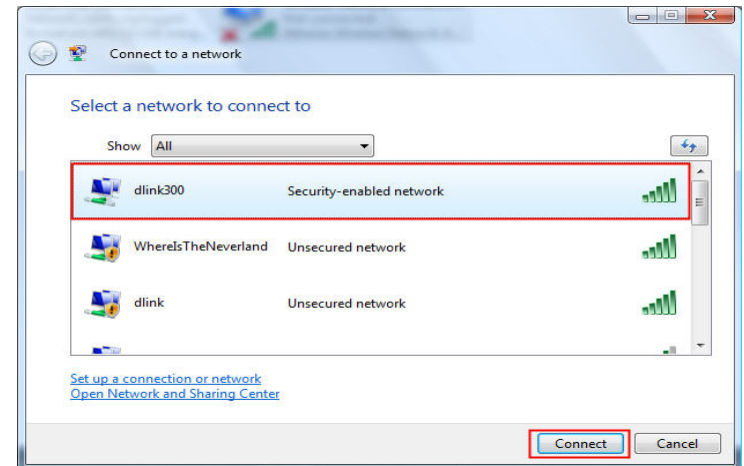 Connect to a network
Select a network to connect to
Show All
dlink300 Security-enabled network
WhereIsTheNeverland Unsecured network
dlink Unsecured network
Set up a connection or network
Open Network and Sharing Center
Connect Cancel